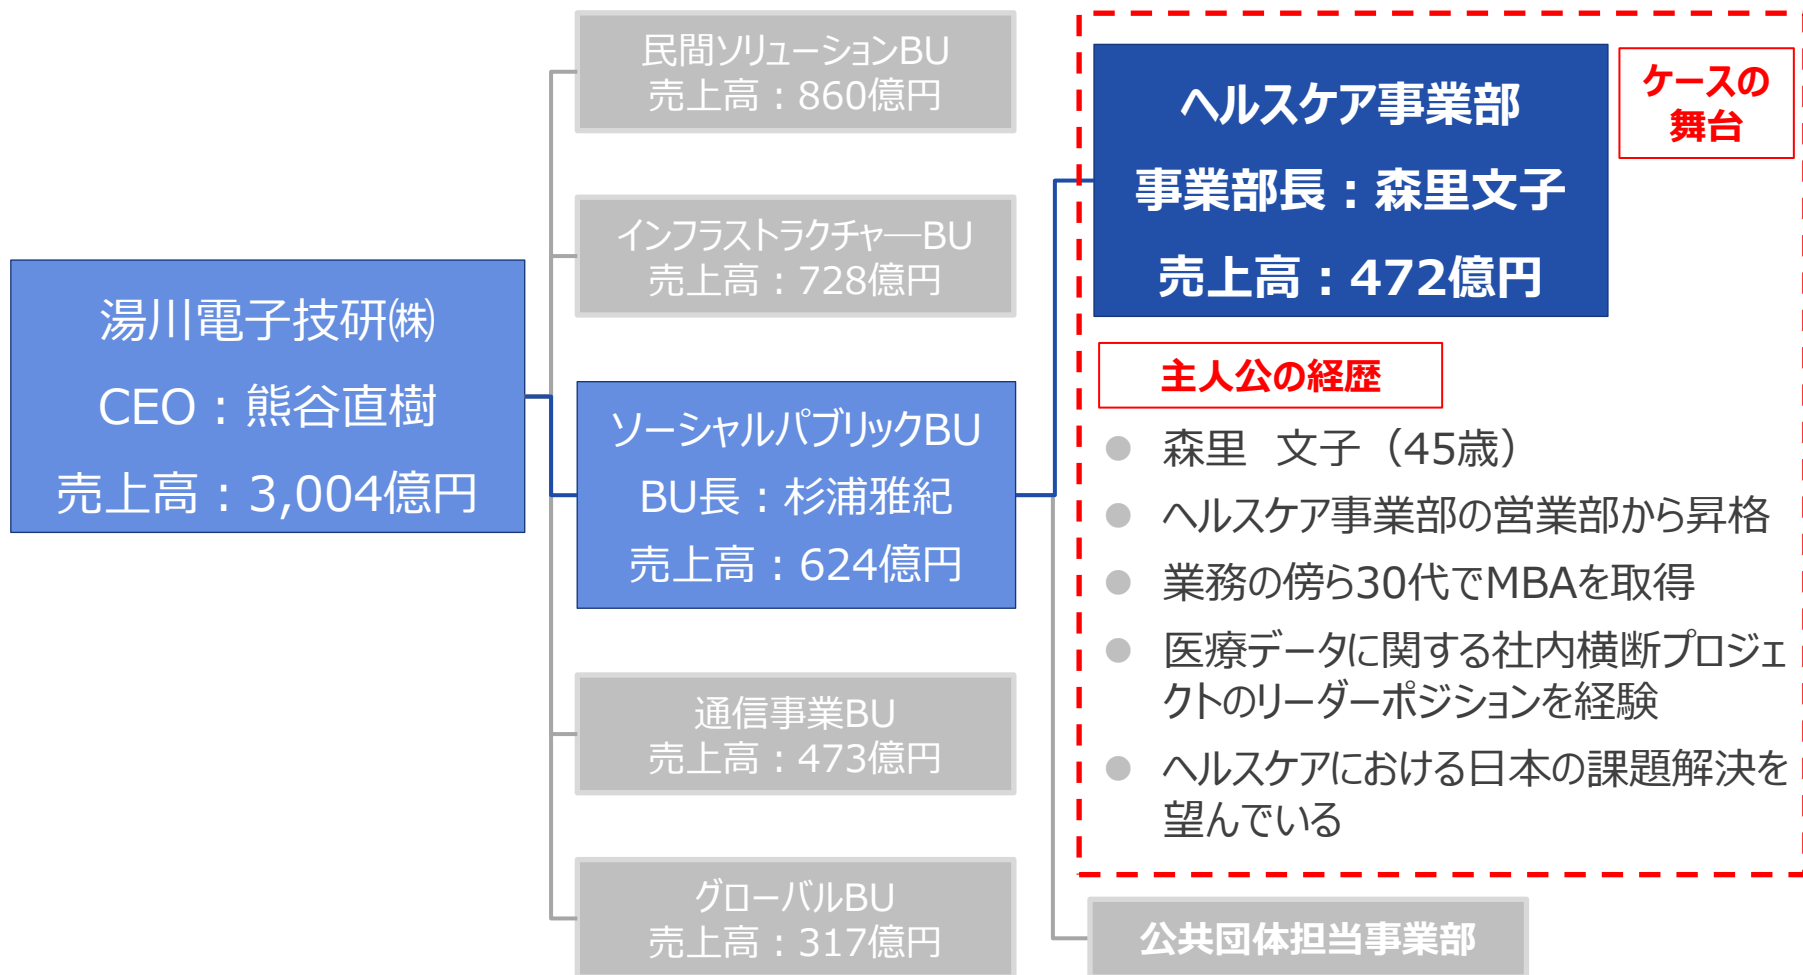 湯川電子技研㈱
CEO：熊谷直樹
売上高：3,004億円
民間ソリューションBU
売上高：860億円
インフラストラクチャ―BU
売上高：728億円
ソーシャルパブリックBU
BU長：杉浦雅紀
売上高：624億円
通信事業BU
売上高：473億円
グローバルBU
売上高：317億円
ヘルスケア事業部
事業部長：森里文子
売上高：472億円
ケースの
舞台
主人公の経歴
● 森里　文子（45歳）
● ヘルスケア事業部の営業部から昇格
● 業務の傍ら30代でMBAを取得
● 医療データに関する社内横断プロジェ
クトのリーダーポジションを経験
● ヘルスケアにおける日本の課題解決を
望んでいる
公共団体担当事業部